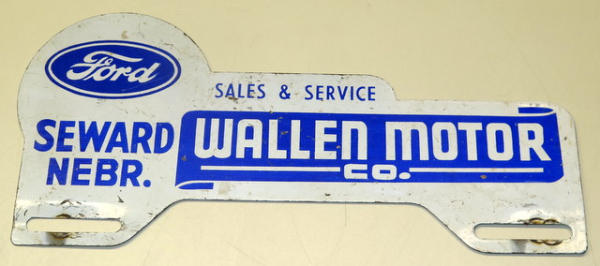 Ford
SALES & SERVICE
SEWARD
NEBR.
WALLEN MOTOR
CO.